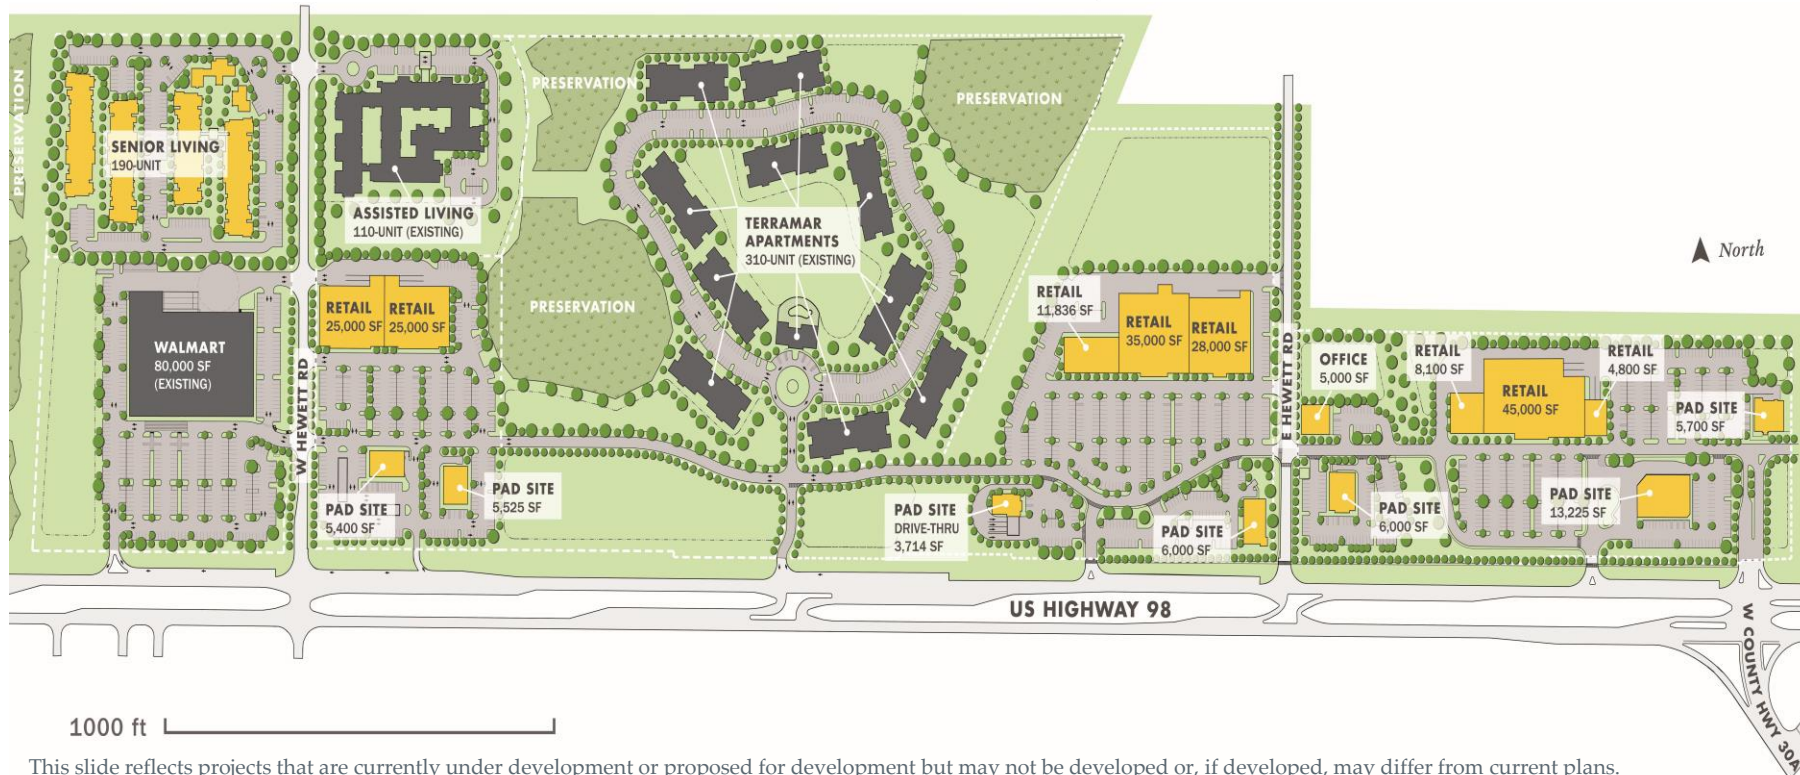 PRESERVATION
SENIOR LIVING
190-UNIT
ASSISTED LIVING
110-UNIT (EXISTING)
PRESERVATION
PRESERVATION
PRESERVATION
TERRAMAR
APARTMENTS
310-UNIT (EXISTING)
North
WALMART
80,000 SF
(EXISTING)
W HEWETT RD
RETAIL
25,000 SF
RETAIL
25,000 SF
RETAIL
11,836 SF
RETAIL
35,000 SF
RETAIL
28,000 SF
E HEWETT RD
OFFICE
5,000 SF
RETAIL
8,100 SF
RETAIL
45,000 SF
RETAIL
4,800 SF
PAD SITE
5,700 SF
PAD SITE
5,400 SF
PAD SITE
5,525 SF
PAD SITE
DRIVE-THRU
3,714 SF
PAD SITE
6,000 SF
PAD SITE
6,000 SF
PAD SITE
13,225 SF
US HIGHWAY 98
W COUNTY HWY 30A
1000 ft
This slide reflects projects that are currently under development or proposed for development but may not be developed or, if developed, may differ from current plans.